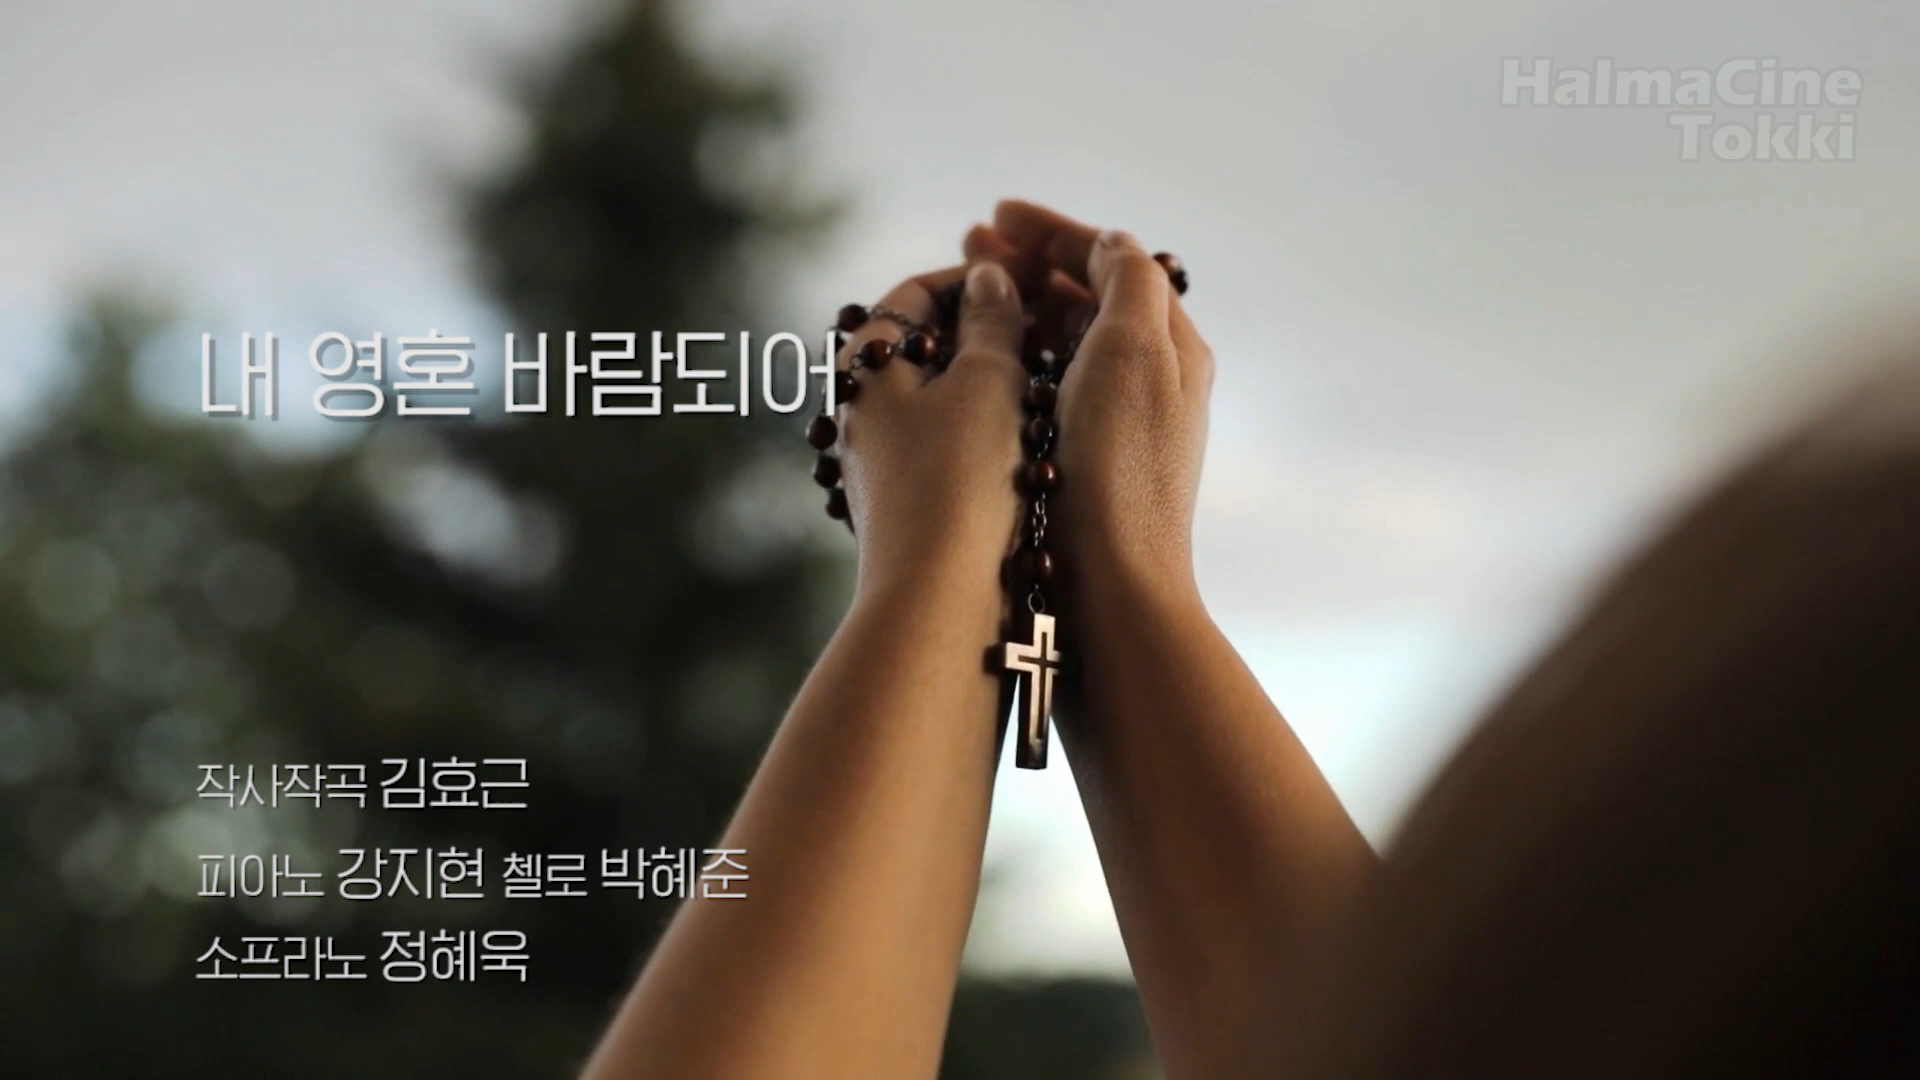 HalmaCine
Tokki
내 영혼 바람되어
작사작곡 김효근
피아노 강지현 첼로 박혜준
소프라노 정혜욱